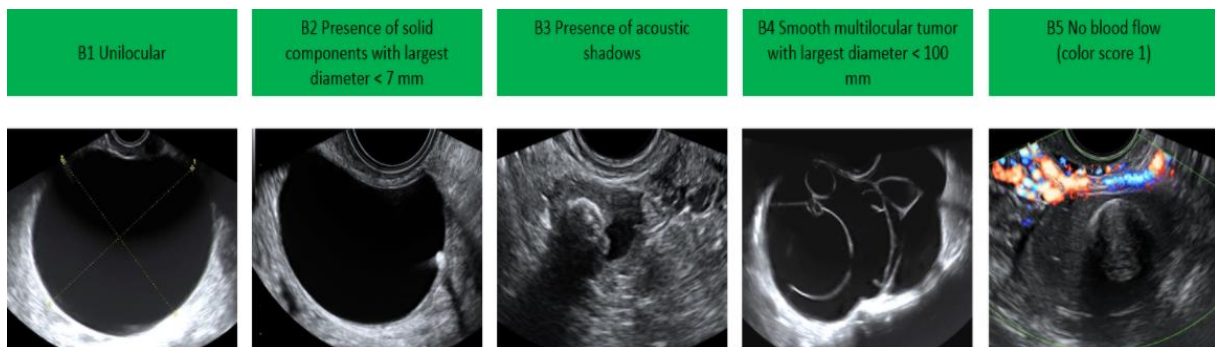 B1 Unilocular
B2 Presence of solid
components with largest
diameter < 7 mm
B3 Presence of acoustic
shadows
B4 Smooth multilocular tumor
with largest diameter < 100
mm
B5 No blood flow
(color score 1)